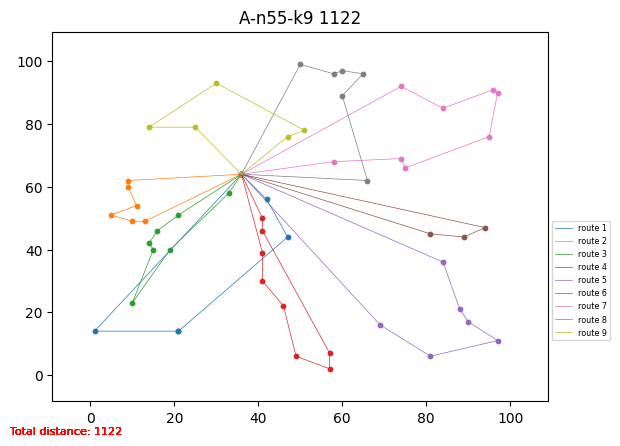 A-n55-k9 1122
100
80
60
40
20
0
0 20 40 60 80 100
route 1
route 2
route 3
route 4
route 5
route 6
route 7
route 8
route 9
Total distance: 1122